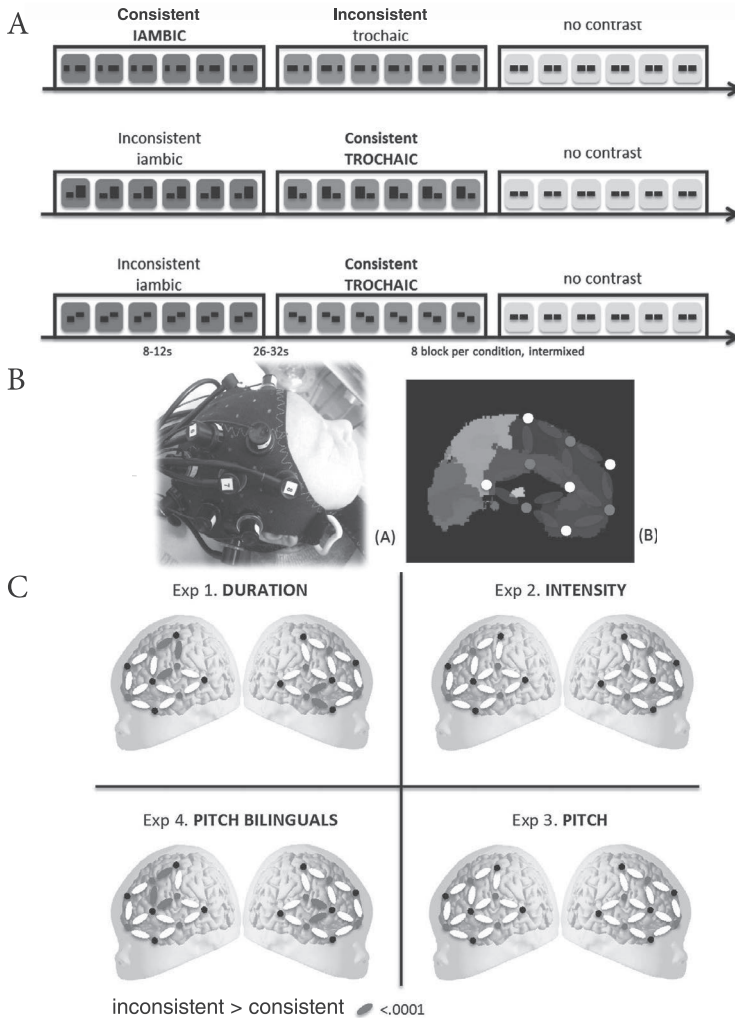 A
Consistent Inconsistent no contrast
IAMBIC trochaic
Inconsistent Consistent no contrast
iambic TROCHAIC
Inconsistent Consistent no contrast
iambic TROCHAIC
8-12s 26-32s 8 block per condition, intermixed
B
7 8
(A) (B)
C
Exp 1. DURATION Exp 2. INTENSITY
Exp 4. PITCH BILINGUALS Exp 3. PITCH
inconsistent > consistent <.0001